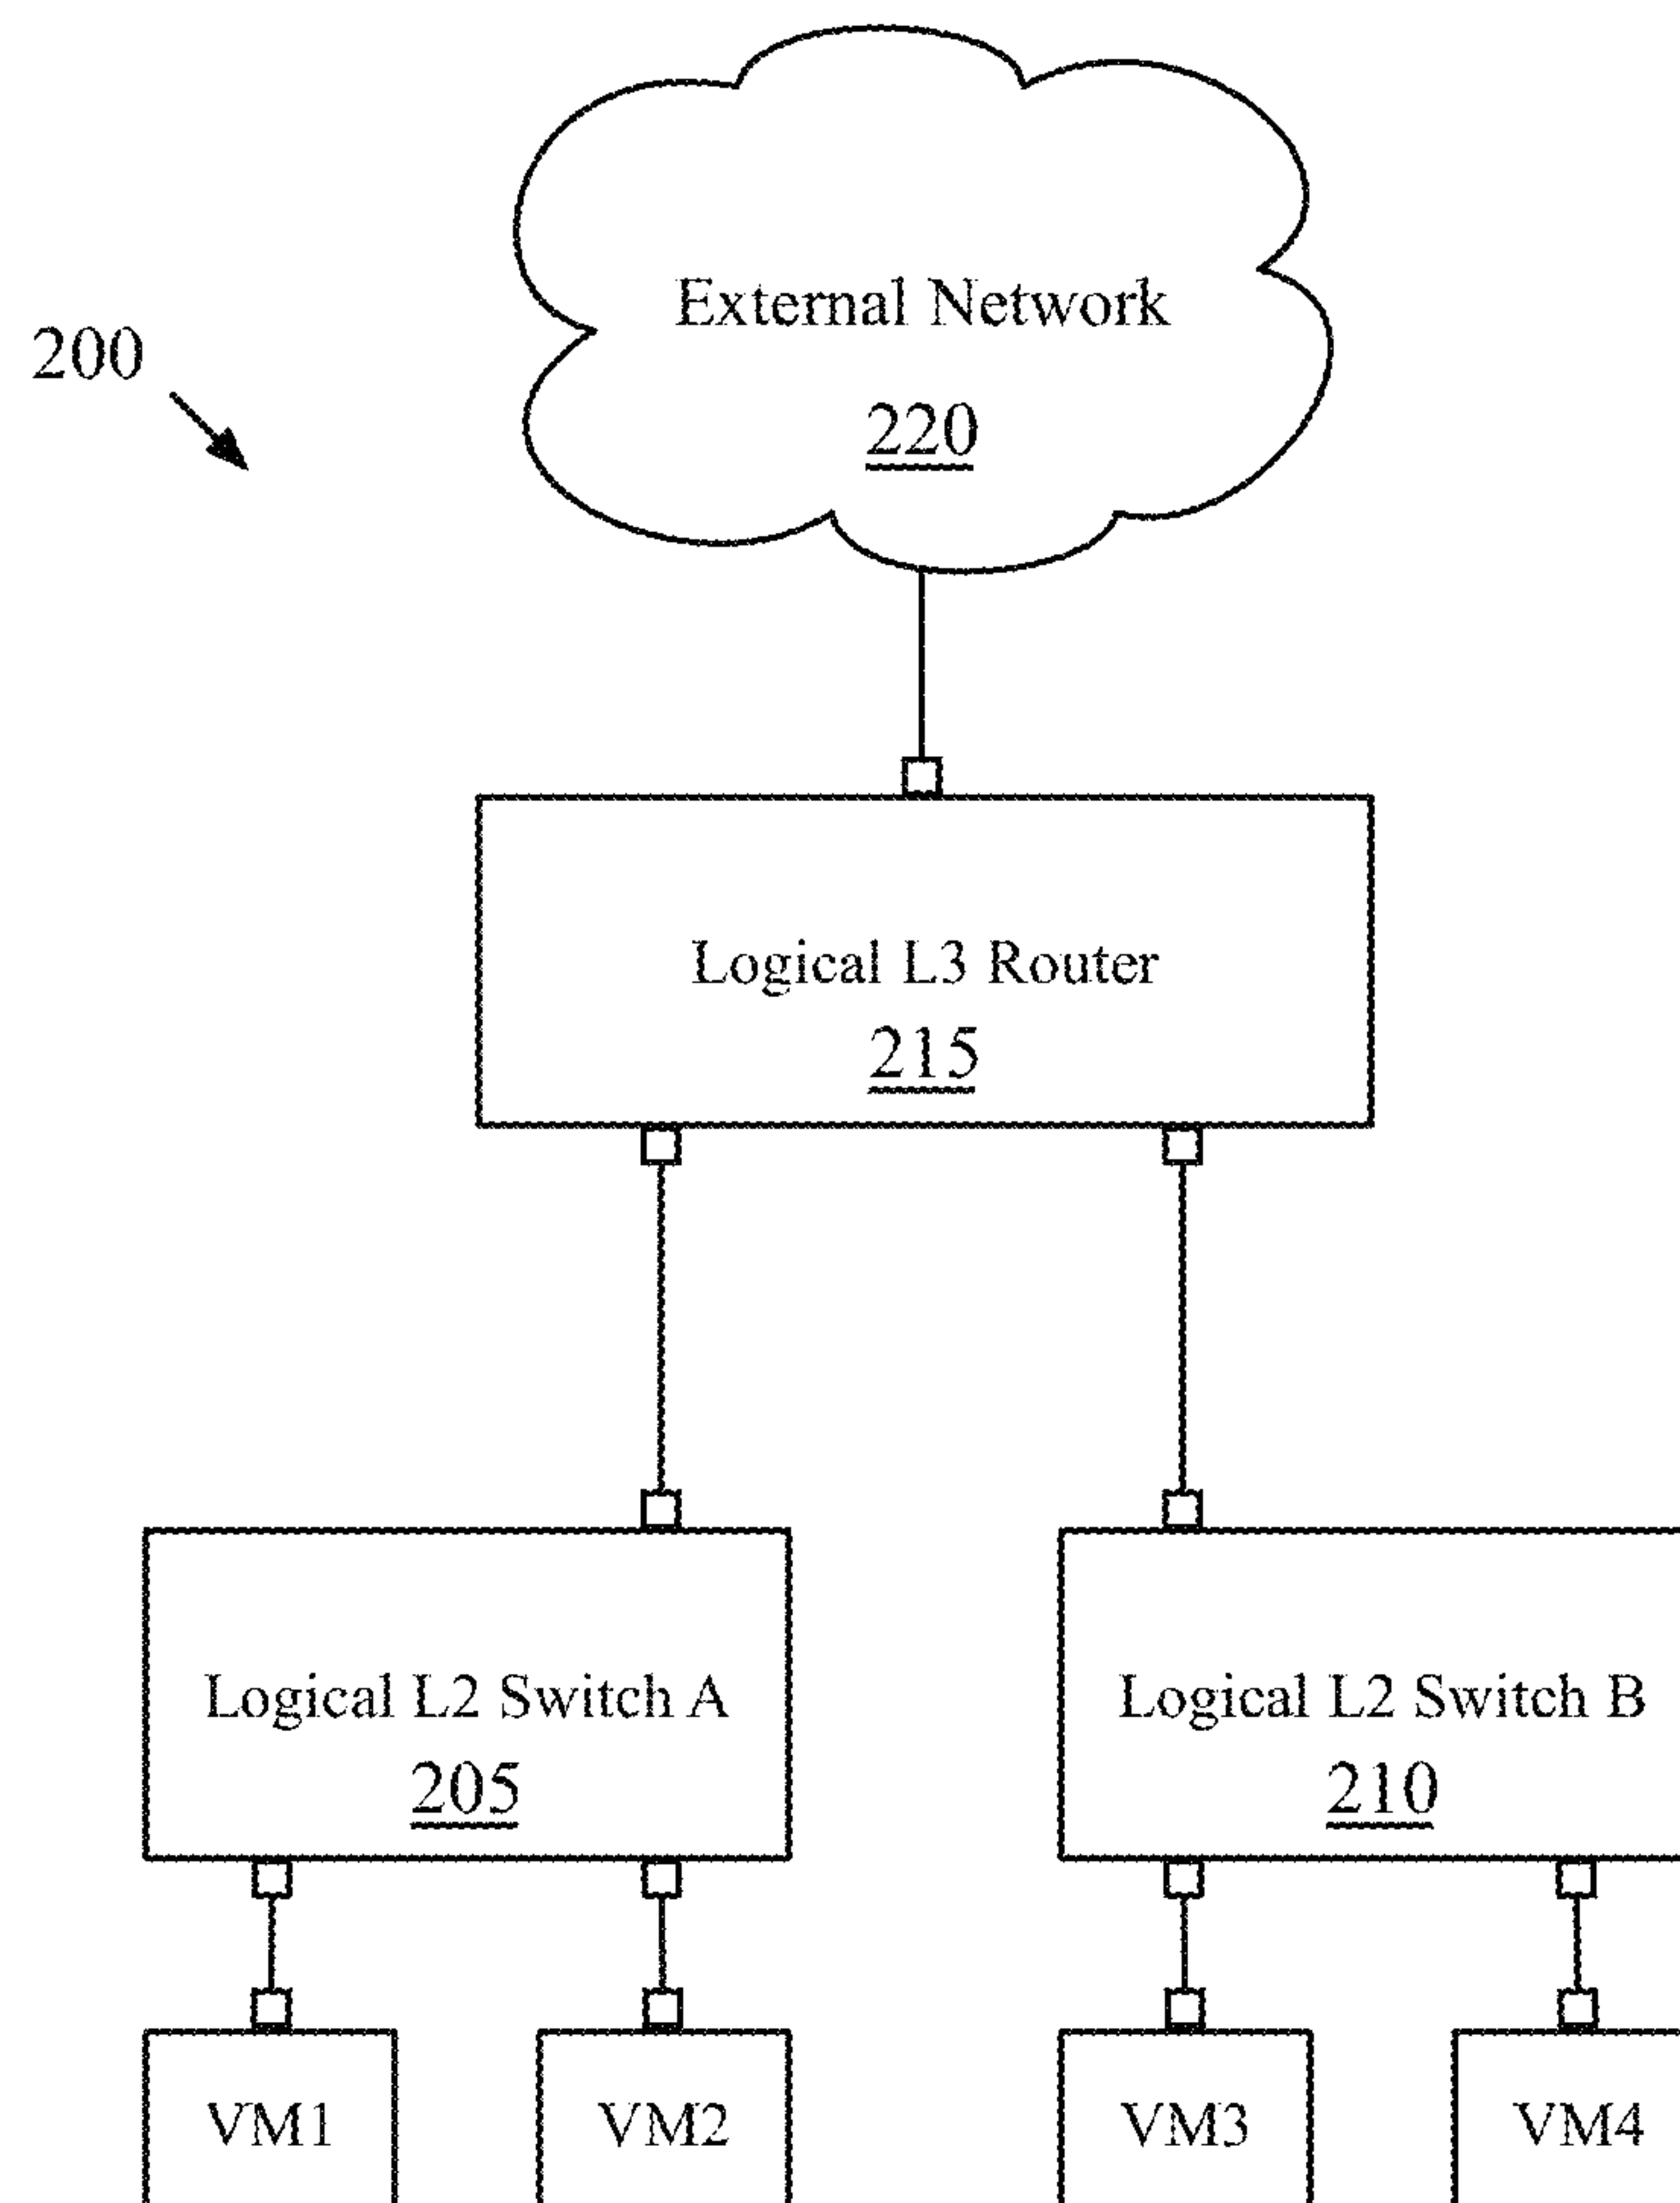 External Network
200
220
Logical L3 Router
215
Logical L2 Switch A
205
Logical L2 Switch B
210
VM1
VM2
VM3
VM4